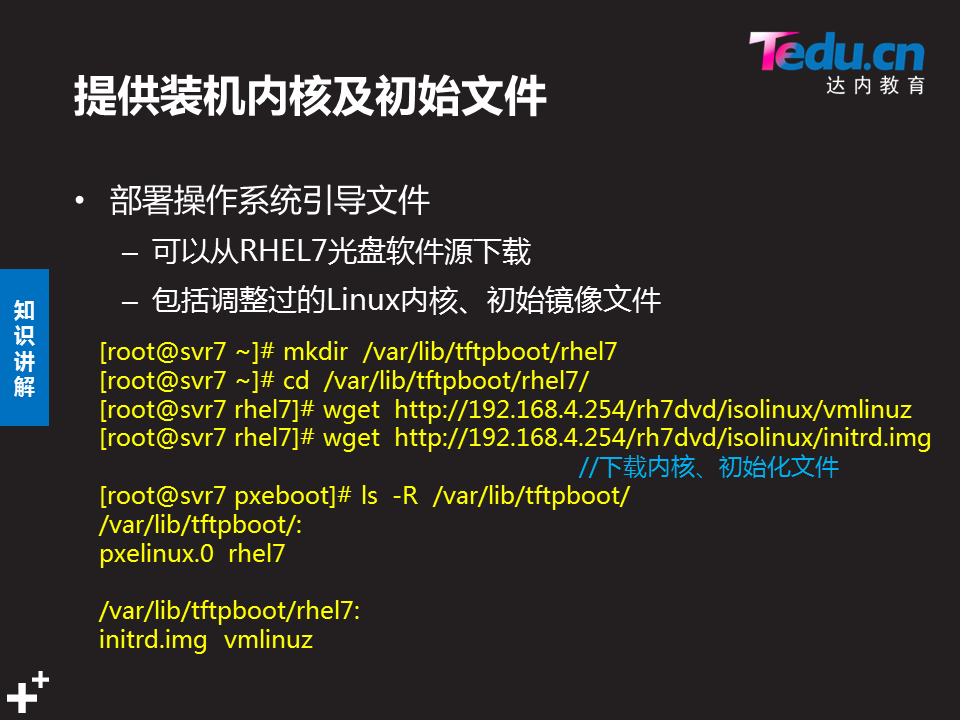 Tedu.cn
达内教育
提供装机内核及初始文件
• 部署操作系统引导文件
– 可以从RHEL7光盘软件源下载
– 包括调整过的Linux内核、初始镜像文件
知识讲解
[root@svr7 ~]# mkdir  /var/lib/tftpboot/rhel7
[root@svr7 ~]# cd  /var/lib/tftpboot/rhel7/
[root@svr7 rhel7]# wget  http://192.168.4.254/rh7dvd/isolinux/vmlinuz
[root@svr7 rhel7]# wget  http://192.168.4.254/rh7dvd/isolinux/initrd.img
//下载内核、初始化文件
[root@svr7 pxeboot]# ls  -R  /var/lib/tftpboot/
/var/lib/tftpboot/:
pxelinux.0  rhel7
/var/lib/tftpboot/rhel7:
initrd.img  vmlinuz